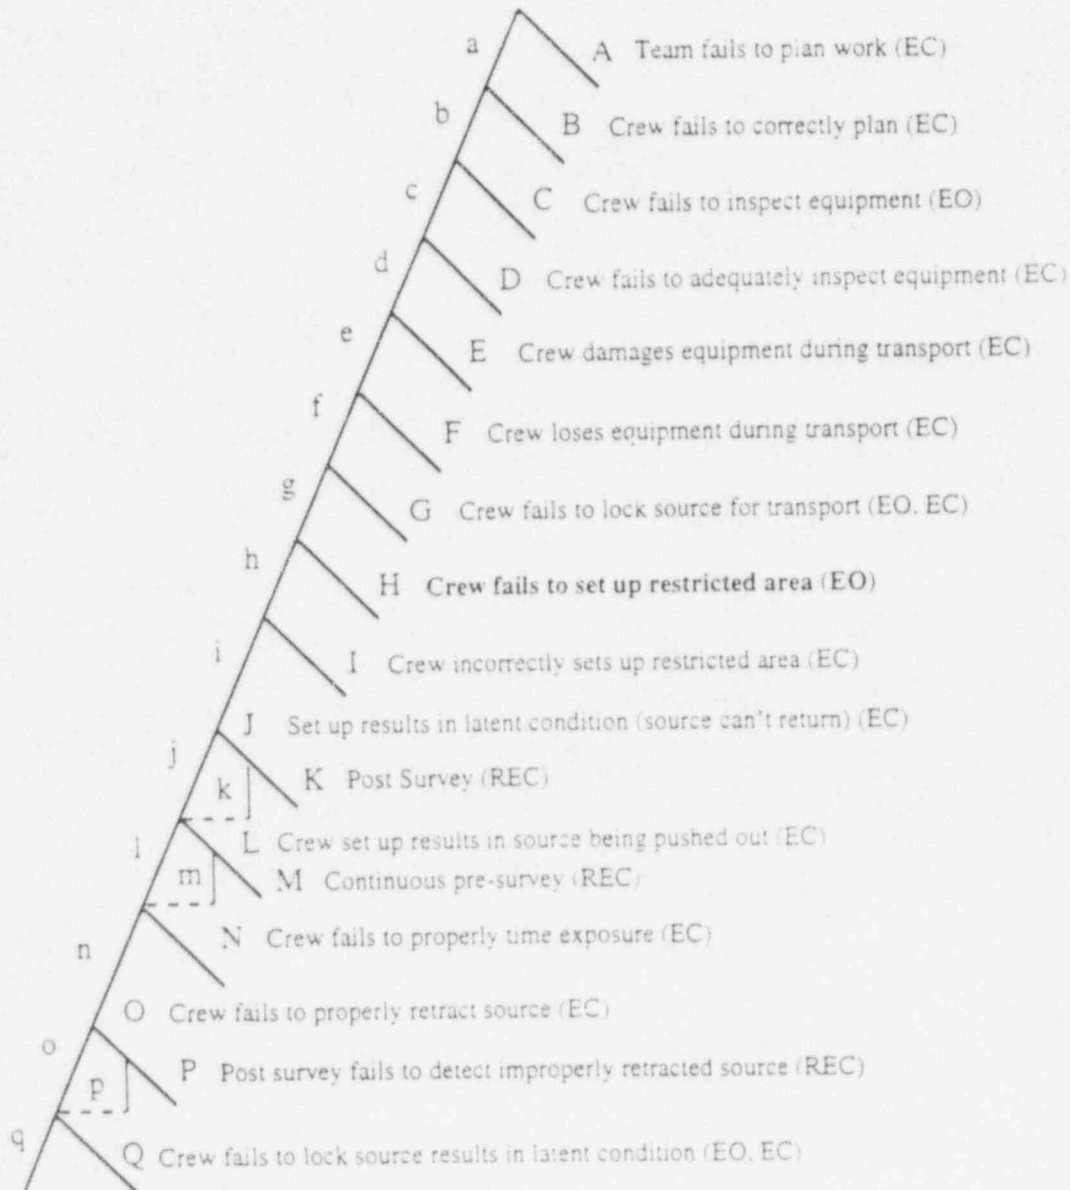 a
A Team fails to plan work (EC)
b
B Crew fails to correctly plan (EC)
c
C Crew fails to inspect equipment (EO)
d
D Crew fails to adequately inspect equipment (EC)
e
E Crew damages equipment during transport (EC)
f
F Crew loses equipment during transport (EC)
g
G Crew fails to lock source for transport (EO, EC)
h
H Crew fails to set up restricted area (EO)
i
I Crew incorrectly sets up restricted area (EC)
J Set up results in latent condition (source can't return) (EC)
j
k
K Post Survey (REC)
l
L Crew set up results in source being pushed out (EC)
m
M Continuous pre-survey (REC)
n
N Crew fails to properly time exposure (EC)
O Crew fails to properly retract source (EC)
o
p
P Post survey fails to detect improperly retracted source (REC)
q
Q Crew fails to lock source results in latent condition (EO, EC)